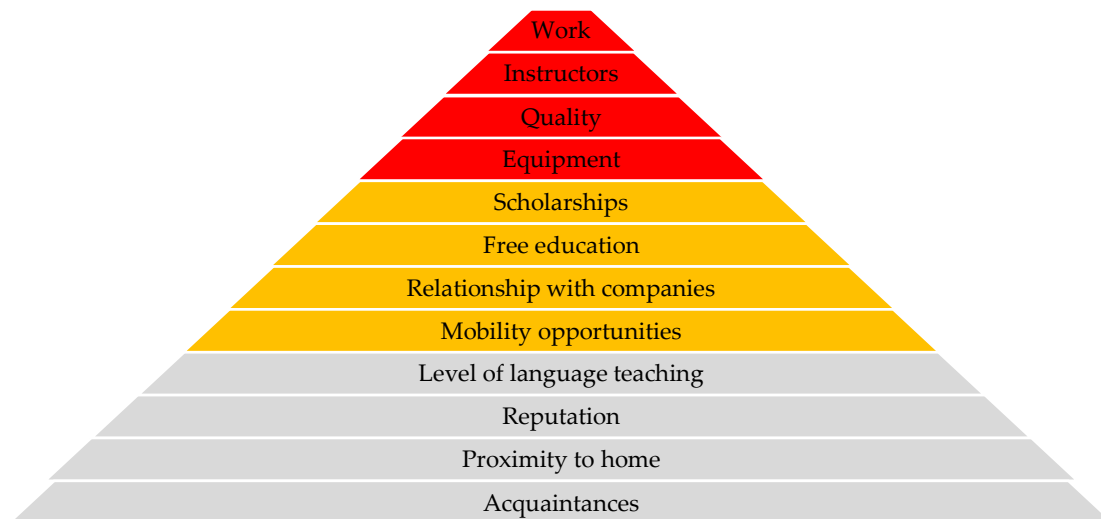 Work
Instructors
Quality
Equipment
Scholarships
Free education
Relationship with companies
Mobility opportunities
Level of language teaching
Reputation
Proximity to home
Acquaintances